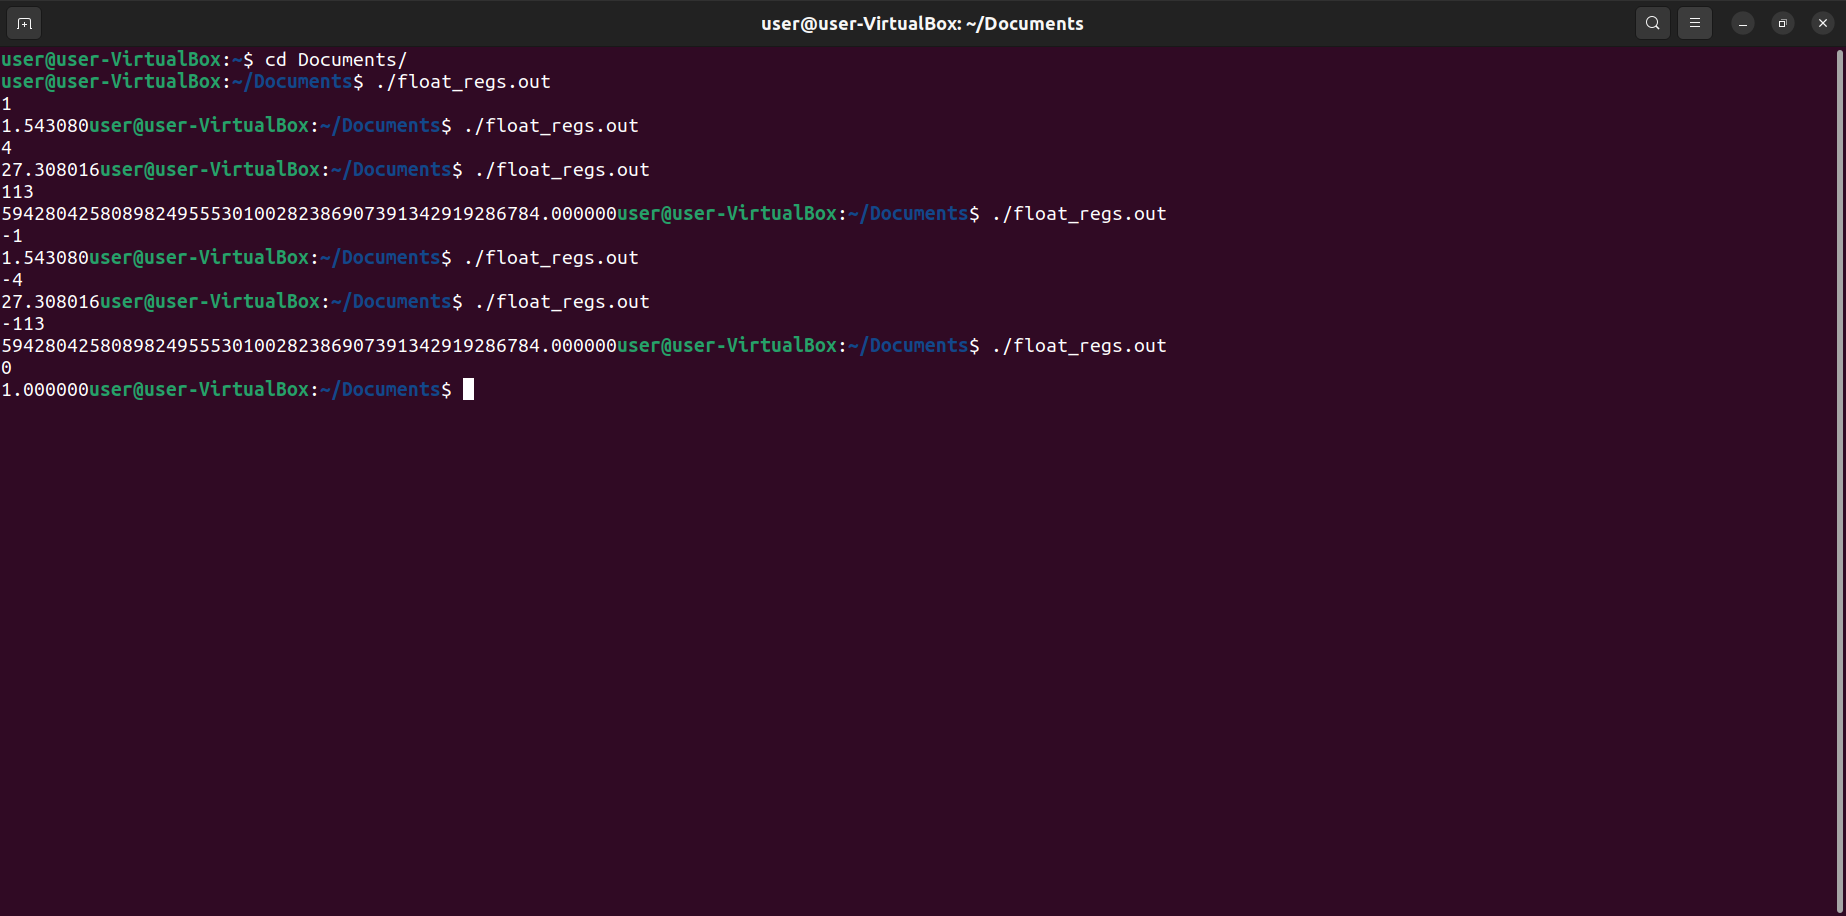 user@user-VirtualBox: ~/Documents
user@user-VirtualBox:~$ cd Documents/
user@user-VirtualBox:~/Documents$ ./float_regs.out
1
1.543080user@user-VirtualBox:~/Documents$ ./float_regs.out
4
27.308016user@user-VirtualBox:~/Documents$ ./float_regs.out
113
5942804258089824955530100282386907391342919286784.000000user@user-VirtualBox:~/Documents$ ./float_regs.out
-1
1.543080user@user-VirtualBox:~/Documents$ ./float_regs.out
-4
27.308016user@user-VirtualBox:~/Documents$ ./float_regs.out
-113
5942804258089824955530100282386907391342919286784.000000user@user-VirtualBox:~/Documents$ ./float_regs.out
0
1.000000user@user-VirtualBox:~/Documents$